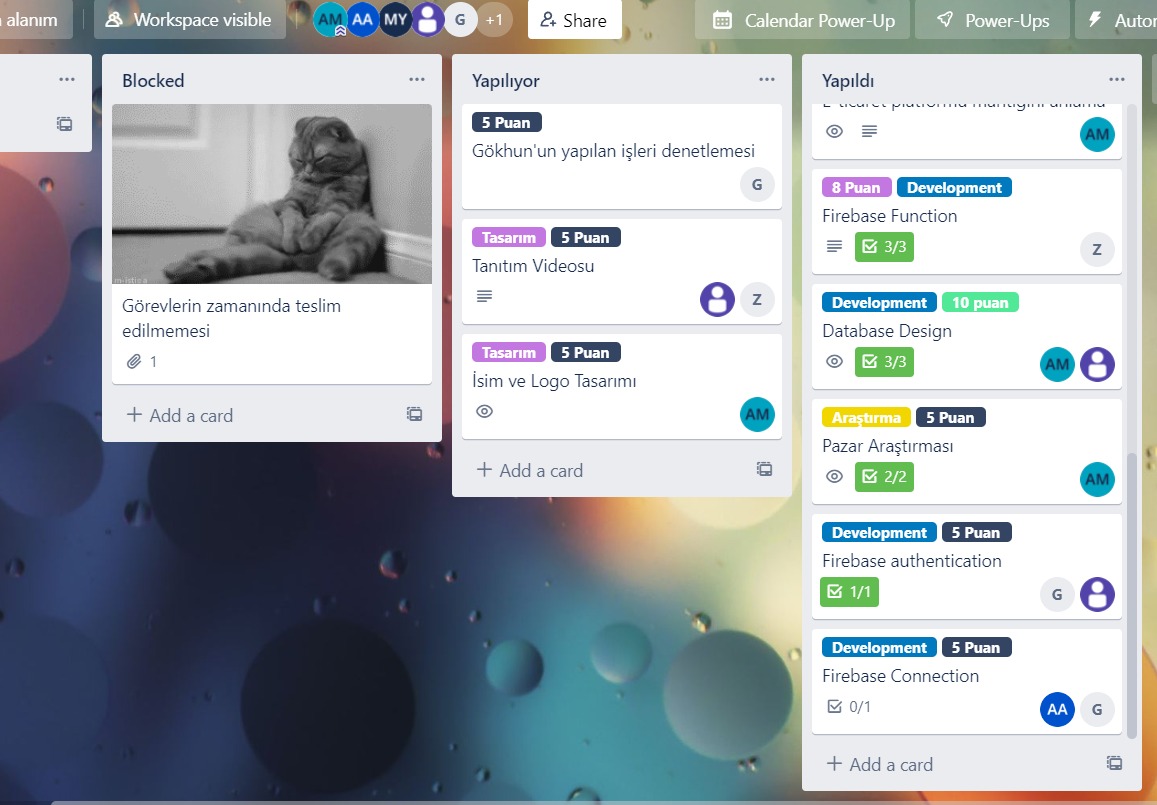 alanım
Workspace visible
AM
AA
MY
G
+1
Share
Calendar Power-Up
Power-Ups
Blocked
Görevlerin zamanında teslim
edilmemesi
1
Add a card
Yapılıyor
5 Puan
Gökhun'un yapılan işleri denetlemesi
G
Tasarım 5 Puan
Tanıtım Videosu
Z
Tasarım 5 Puan
İsim ve Logo Tasarımı
AM
Add a card
Yapıldı
E-ticaret platformu mantığını anlama
AM
8 Puan Development
Firebase Function
3/3
Z
Development 10 puan
Database Design
3/3
AM
Araştırma 5 Puan
Pazar Araştırması
2/2
AM
Development 5 Puan
Firebase authentication
1/1
G
Development 5 Puan
Firebase Connection
0/1
AA
G
Add a card